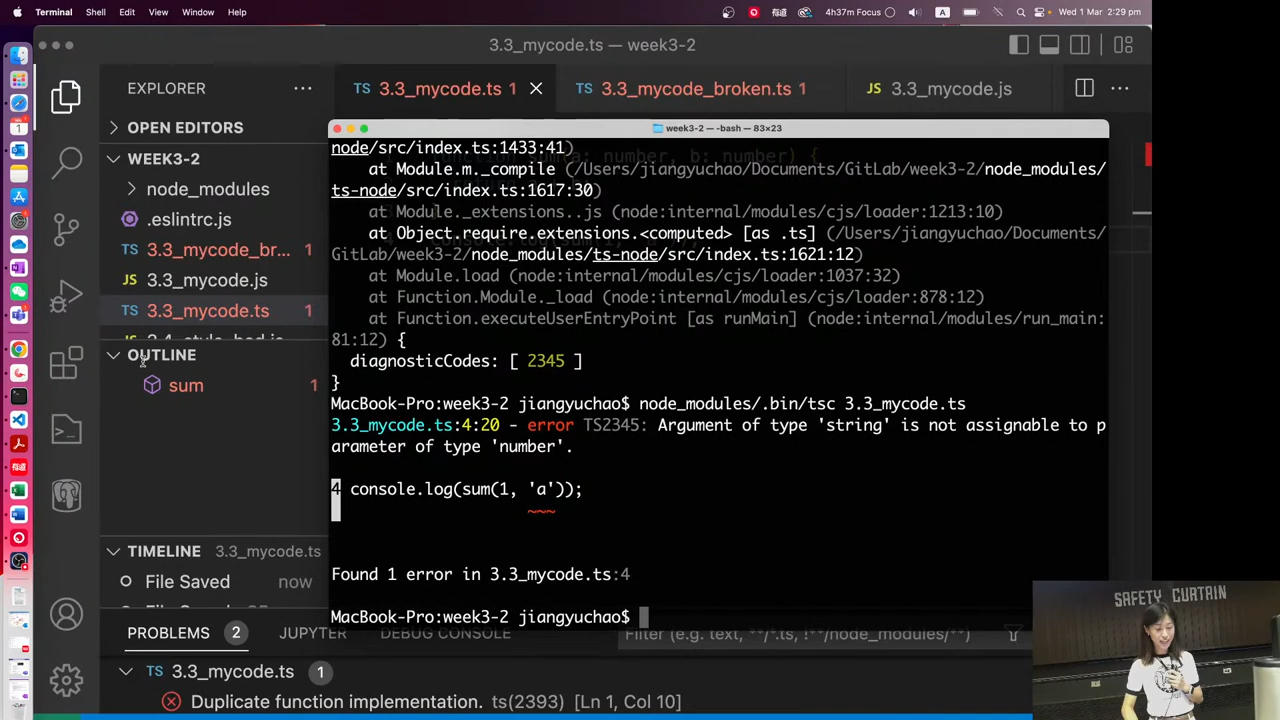 Terminal Shell Edit View Window Help 4h37m Focus A Wed 1 Mar 2:29 pm
3.3_mycode.ts — week3-2
EXPLORER
TS 3.3_mycode.ts 1
TS 3.3_mycode_broken.ts 1
JS 3.3_mycode.js
OPEN EDITORS
WEEK3-2
node_modules
.eslintrc.js
TS 3.3_mycode_br... 1
JS 3.3_mycode.js
TS 3.3_mycode.ts 1
OUTLINE
sum 1
TIMELINE 3.3_mycode.ts
File Saved now
week3-2 — -bash — 83×23
node/src/index.ts:1433:41)
at Module.m._compile (/Users/jiangyuchao/Documents/GitLab/week3-2/node_modules/
ts-node/src/index.ts:1617:30)
at Module._extensions..js (node:internal/modules/cjs/loader:1213:10)
at Object.require.extensions.<computed> [as .ts] (/Users/jiangyuchao/Documents/
GitLab/week3-2/node_modules/ts-node/src/index.ts:1621:12)
at Module.load (node:internal/modules/cjs/loader:1037:32)
at Function.Module._load (node:internal/modules/cjs/loader:878:12)
at Function.executeUserEntryPoint [as runMain] (node:internal/modules/run_main:
81:12) {
diagnosticCodes: [ 2345 ]
}
MacBook-Pro:week3-2 jiangyuchao$ node_modules/.bin/tsc 3.3_mycode.ts
3.3_mycode.ts:4:20 - error TS2345: Argument of type 'string' is not assignable to p
arameter of type 'number'.
4 console.log(sum(1, 'a'));
~~~
Found 1 error in 3.3_mycode.ts:4
MacBook-Pro:week3-2 jiangyuchao$
PROBLEMS 2 JUPYTER DEBUG CONSOLE Filter (e.g. text, **/*.ts, !**/node_modules/**)
TS 3.3_mycode.ts 1
Duplicate function implementation. ts(2393) [Ln 1, Col 10]
SAFETY CURTAIN